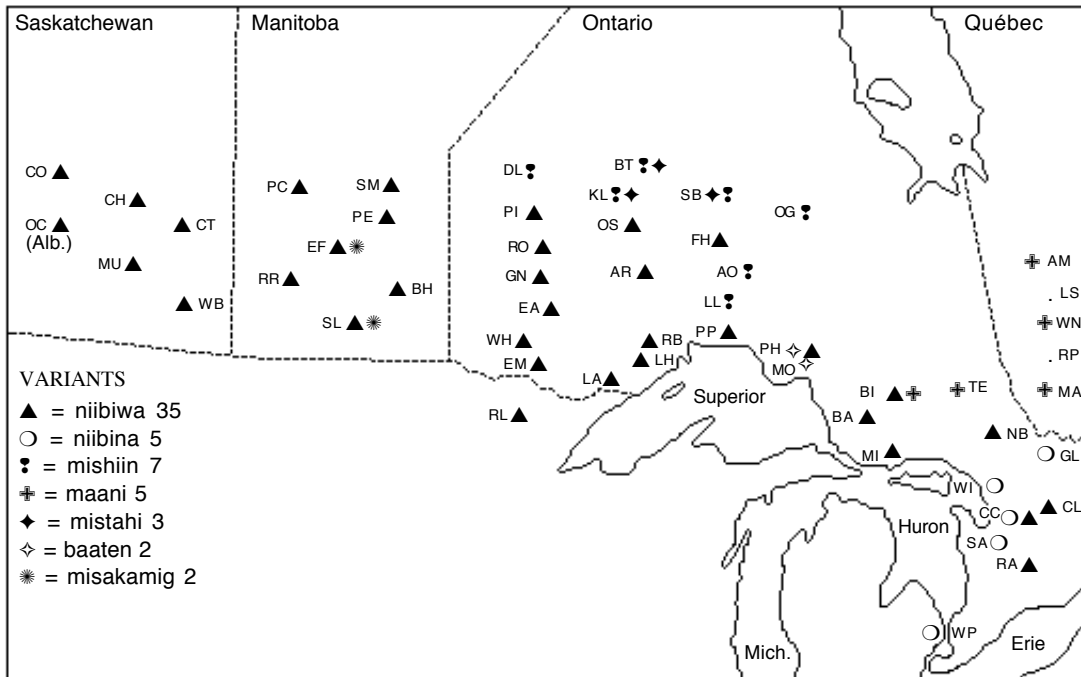 Saskatchewan Manitoba Ontario Québec
CO
CH
OC
(Alb.)
CT
MU
WB
PC
SM
PE
EF
RR
BH
SL
DL
BT
KL
SB
OG
PI
OS
RO
FH
GN
AR
AO
EA
LL
WH
RB
PP
EM
LH
PH
MO
LA
RL
BI
TE
BA
MI
NB
AM
LS
WN
RP
MA
GL
WI
CC
CL
SA
RA
WP
Superior
Huron
Mich.
Erie
VARIANTS
▲ = niibiwa 35
❍ = niibina 5
❢ = mishiin 7
✙ = maani 5
✦ = mistahi 3
✧ = baaten 2
✺ = misakamig 2